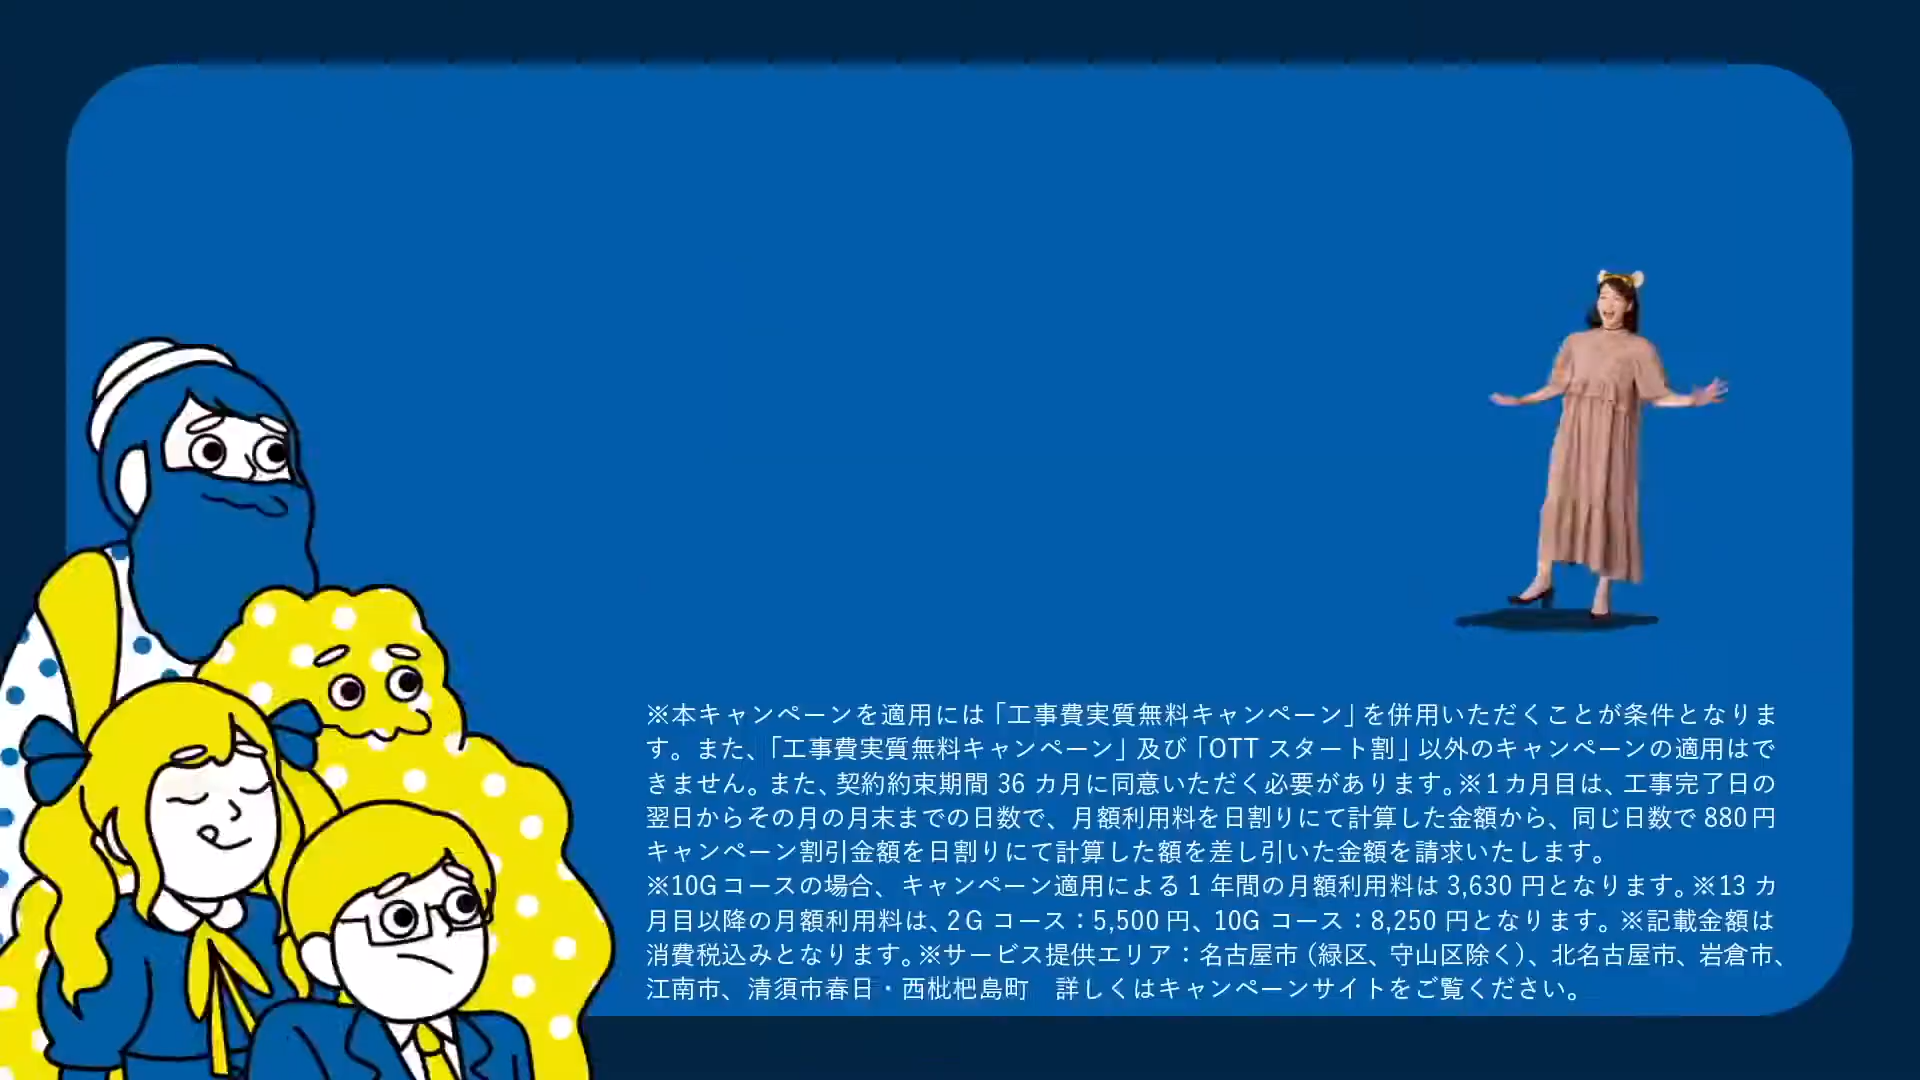 ※本キャンペーンを適用には「工事費実質無料キャンペーン」を併用いただくことが条件となりま
す。また、「工事費実質無料キャンペーン」及び「OTT スタート割」以外のキャンペーンの適用はで
きません。また、契約約束期間 36 カ月に同意いただく必要があります。※1カ月目は、工事完了日の
翌日からその月の月末までの日数で、月額利用料を日割りにて計算した金額から、同じ日数で 880円
キャンペーン割引金額を日割りにて計算した額を差し引いた金額を請求いたします。
※10Gコースの場合、キャンペーン適用による 1 年間の月額利用料は 3,630 円となります。※13 カ
月目以降の月額利用料は、2G コース：5,500円、10G コース：8,250 円となります。※記載金額は
消費税込みとなります。※サービス提供エリア：名古屋市（緑区、守山区除く）、北名古屋市、岩倉市、
江南市、清須市春日・西枇杷島町　詳しくはキャンペーンサイトをご覧ください。